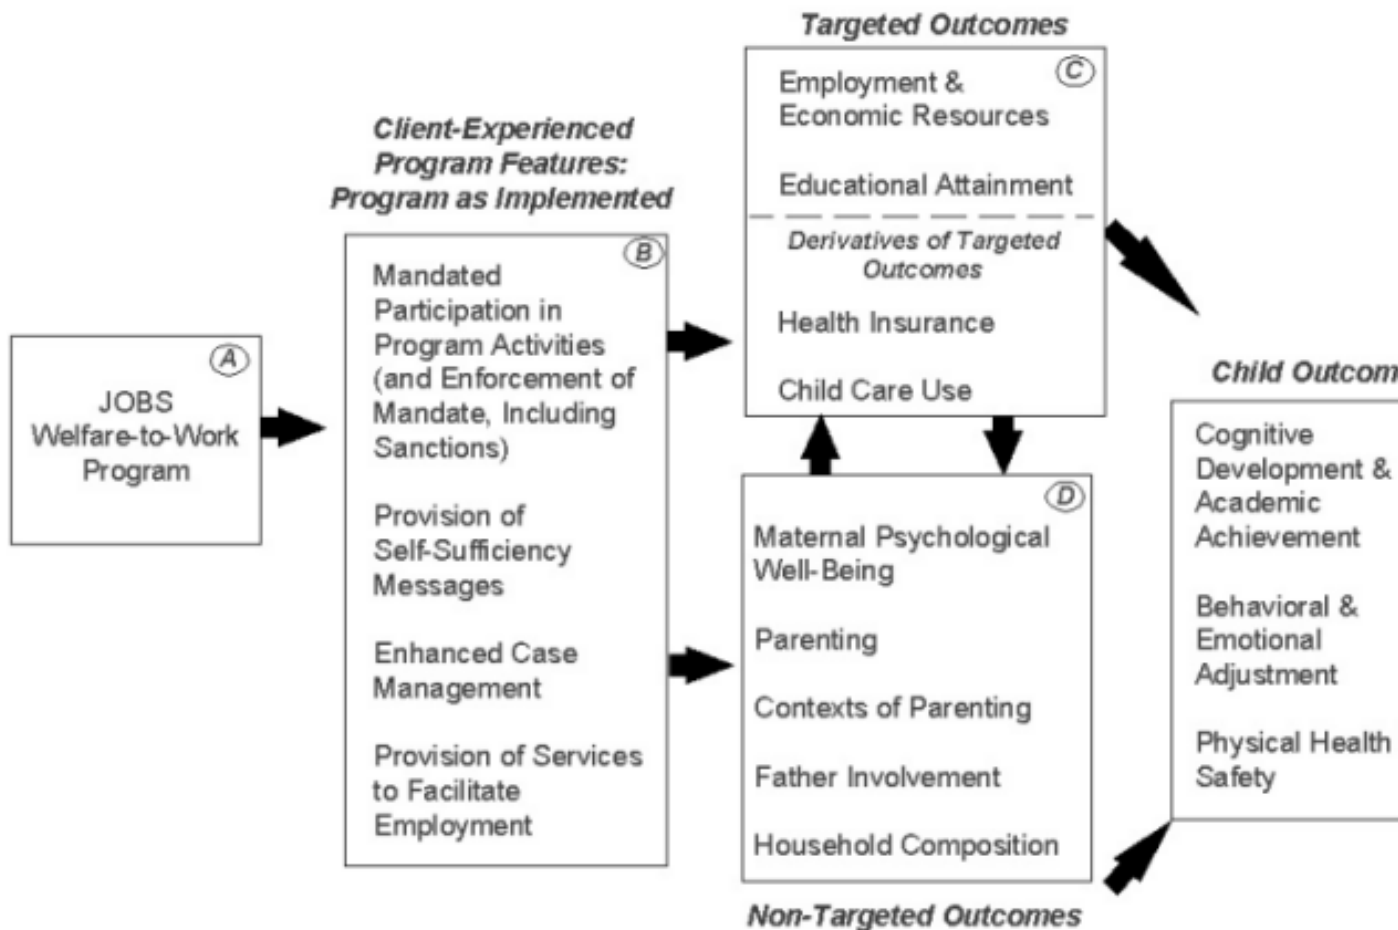 JOBS
Welfare-to-Work
Program
A
Client-Experienced
Program Features:
Program as Implemented
B
Mandated
Participation in
Program Activities
(and Enforcement of
Mandate, Including
Sanctions)
Provision of
Self-Sufficiency
Messages
Enhanced Case
Management
Provision of Services
to Facilitate
Employment
Targeted Outcomes
C
Employment &
Economic Resources
Educational Attainment
Derivatives of Targeted
Outcomes
Health Insurance
Child Care Use
D
Maternal Psychological
Well-Being
Parenting
Contexts of Parenting
Father Involvement
Household Composition
Non-Targeted Outcomes
Child Outcom
Cognitive
Development &
Academic
Achievement
Behavioral &
Emotional
Adjustment
Physical Health
Safety